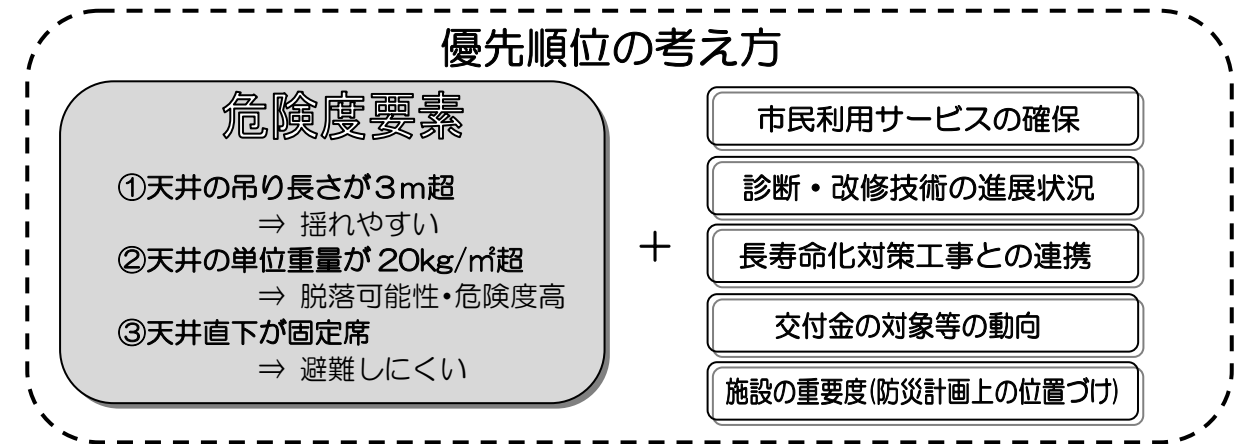 優先順位の考え方
危険度要素
①天井の吊り長さが3m超
⇒ 揺れやすい
②天井の単位重量が 20kg/㎡超
⇒ 脱落可能性・危険度高
③天井直下が固定席
⇒ 避難しにくい
＋
市民利用サービスの確保
診断・改修技術の進展状況
長寿命化対策工事との連携
交付金の対象等の動向
施設の重要度(防災計画上の位置づけ)